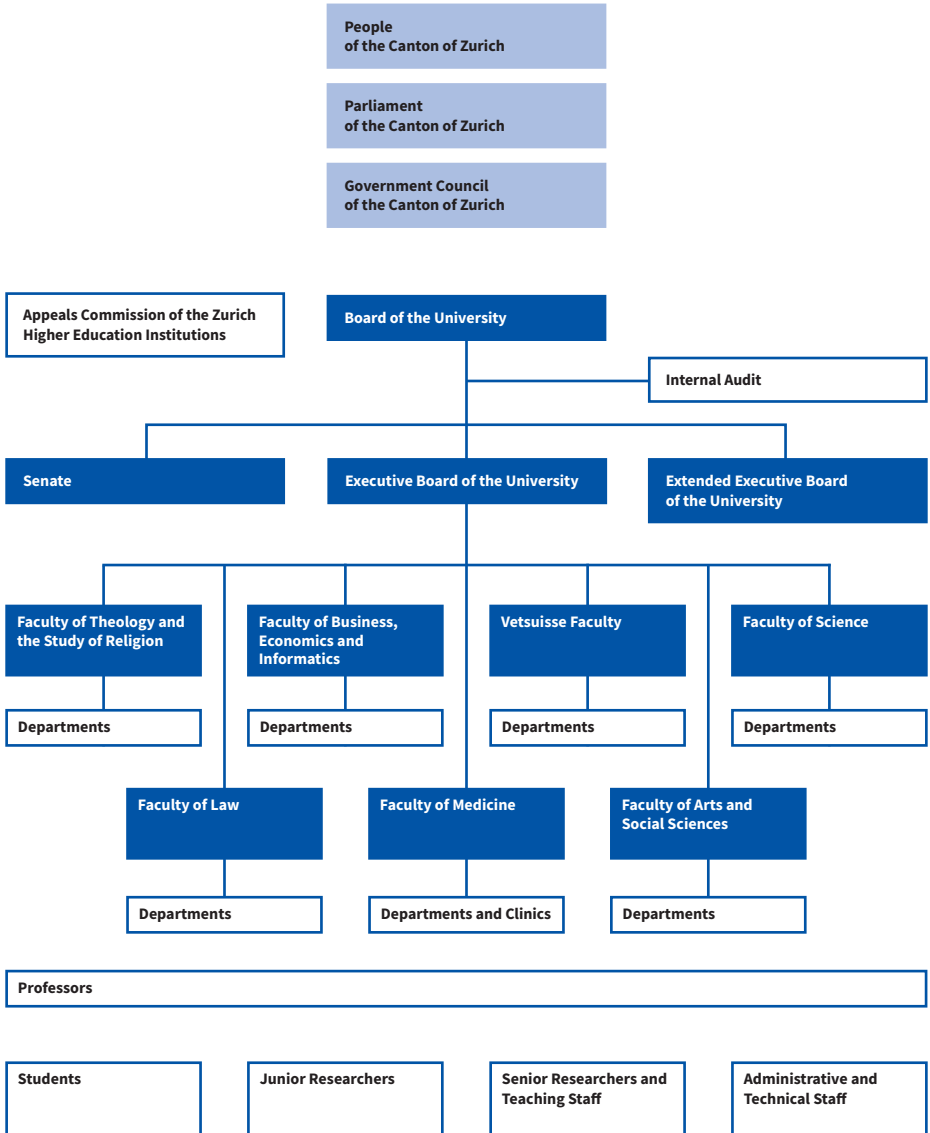 People
of the Canton of Zurich
Parliament
of the Canton of Zurich
Government Council
of the Canton of Zurich
Appeals Commission of the Zurich
Higher Education Institutions
Board of the University
Internal Audit
Senate
Executive Board of the University
Extended Executive Board
of the University
Faculty of Theology and
the Study of Religion
Faculty of Business,
Economics and
Informatics
Vetsuisse Faculty
Faculty of Science
Departments
Departments
Departments
Departments
Faculty of Law
Faculty of Medicine
Faculty of Arts and
Social Sciences
Departments
Departments and Clinics
Departments
Professors
Students
Junior Researchers
Senior Researchers and
Teaching Staff
Administrative and
Technical Staff